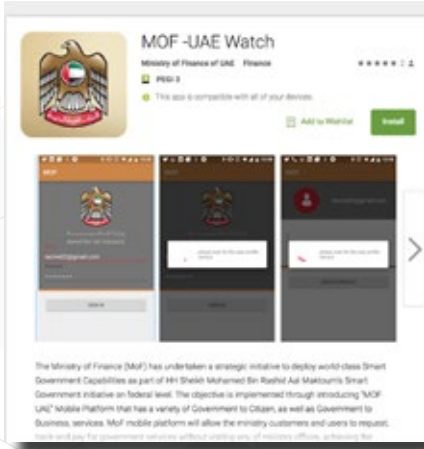 MOF -UAE Watch
Ministry of Finance of UAE Finance
PEGI-3
This app is compatible with all of your devices.
Add to Wishlist
Install
MOF
SIGN IN
The Ministry of Finance (MoF) has undertaken a strategic initiative to deploy world-class Smart
Government Capabilities as part of HH Sheikh Mohamed Bin Rashid Aal Maktoum's Smart
Government initiative on federal level. The objective is implemented through introducing "MOF
UAE" Mobile Platform that has a variety of Government to Citizen, as well as Government to
Business, services. MoF mobile platform will allow the ministry customers and users to request,
track and pay for government services without visiting any of ministry offices, achieving the